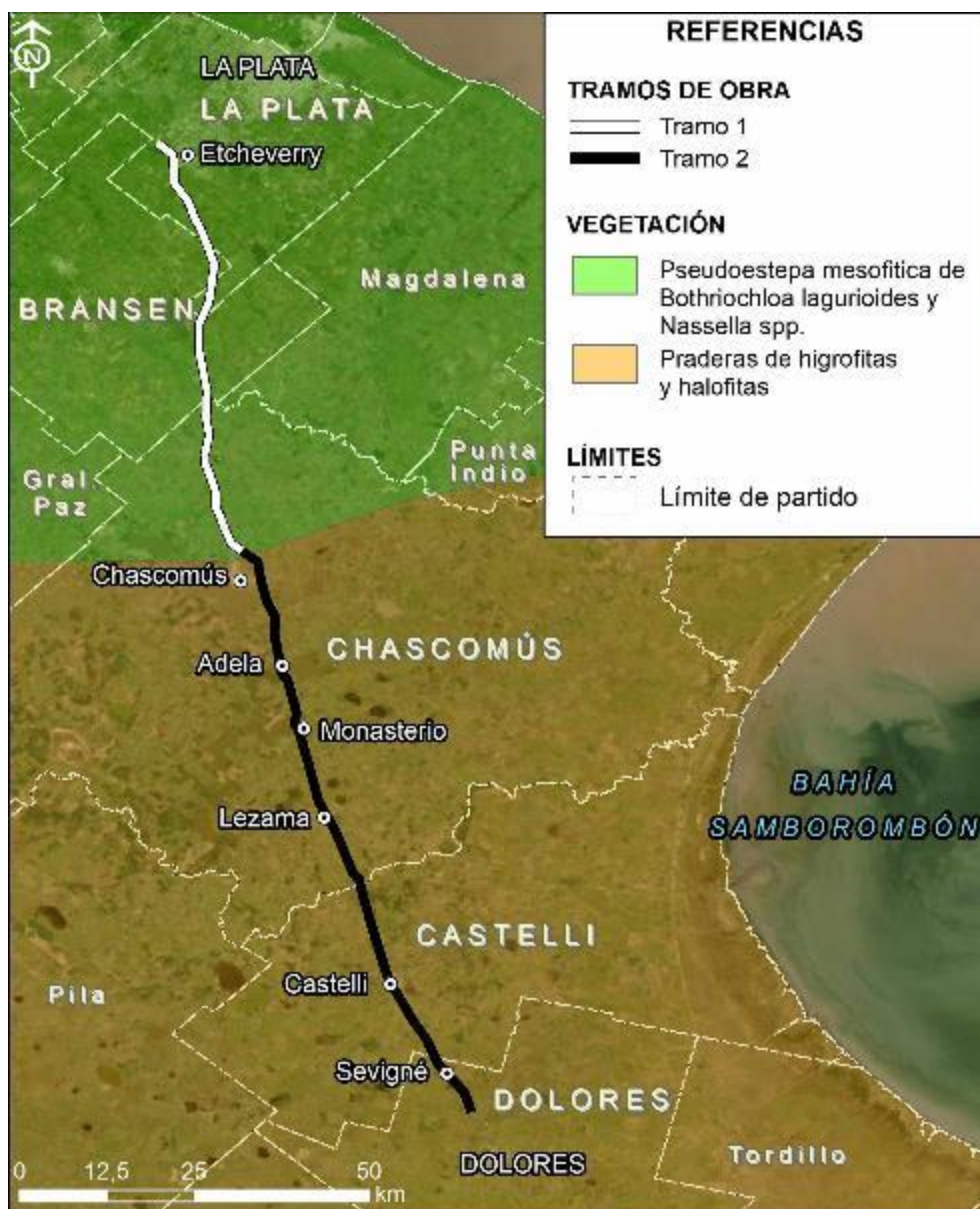 N
LA PLATA
LA PLATA
Etcheverry
BRANSEN
Magdalena
Gral.
Paz
Punta
Indio
Chascomús
CHASCOMÚS
Adela
Monasterio
Lezama
BAHÍA
SAMBOROMBÓN
CASTELLI
Castelli
Pila
Sevigné
DOLORES
DOLORES
Tordillo
0 12,5 25 50
km
REFERENCIAS
TRAMOS DE OBRA
Tramo 1
Tramo 2
VEGETACIÓN
Pseudoestepa mesofitica de
Bothriochloa lagurioides y
Nassella spp.
Praderas de higrofitas
y halofitas
LÍMITES
Límite de partido